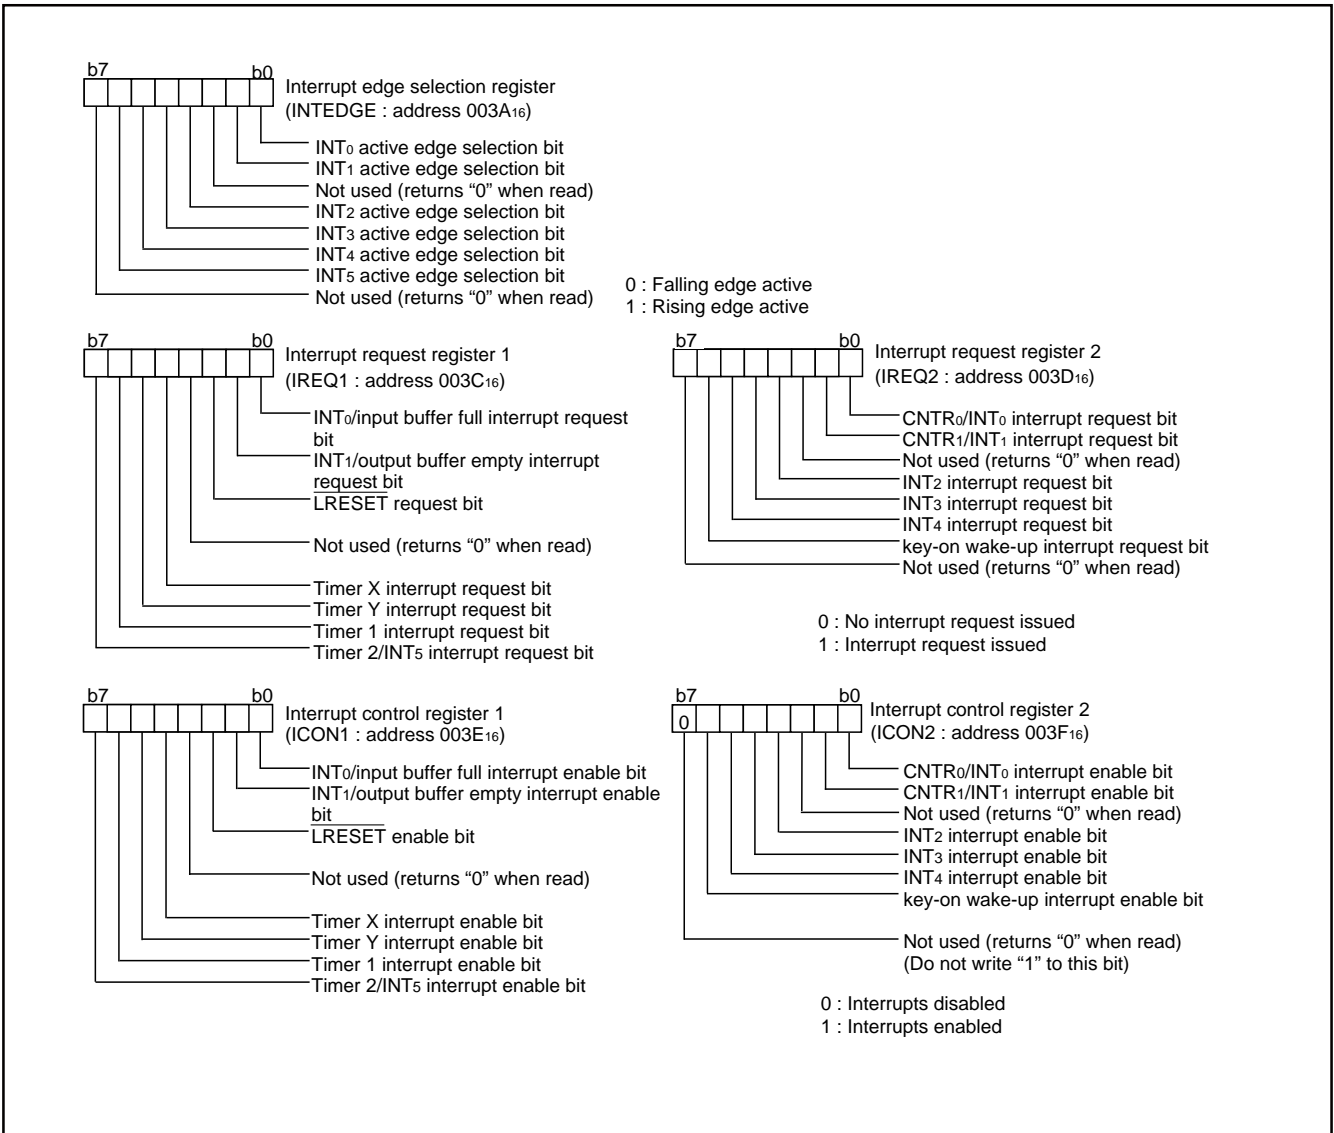 b7 b0
Interrupt edge selection register
(INTEDGE : address 003A16)
INT0 active edge selection bit
INT1 active edge selection bit
Not used (returns “0” when read)
INT2 active edge selection bit
INT3 active edge selection bit
INT4 active edge selection bit
INT5 active edge selection bit
Not used (returns “0” when read)
0 : Falling edge active
1 : Rising edge active
b7 b0
Interrupt request register 1
(IREQ1 : address 003C16)
INT0/input buffer full interrupt request
bit
INT1/output buffer empty interrupt
request bit
LRESET request bit
Not used (returns “0” when read)
Timer X interrupt request bit
Timer Y interrupt request bit
Timer 1 interrupt request bit
Timer 2/INT5 interrupt request bit
b7 b0
Interrupt request register 2
(IREQ2 : address 003D16)
CNTR0/INT0 interrupt request bit
CNTR1/INT1 interrupt request bit
Not used (returns “0” when read)
INT2 interrupt request bit
INT3 interrupt request bit
INT4 interrupt request bit
key-on wake-up interrupt request bit
Not used (returns “0” when read)
0 : No interrupt request issued
1 : Interrupt request issued
b7 b0
Interrupt control register 1
(ICON1 : address 003E16)
INT0/input buffer full interrupt enable bit
INT1/output buffer empty interrupt enable
bit
LRESET enable bit
Not used (returns “0” when read)
Timer X interrupt enable bit
Timer Y interrupt enable bit
Timer 1 interrupt enable bit
Timer 2/INT5 interrupt enable bit
b7 b0
0
Interrupt control register 2
(ICON2 : address 003F16)
CNTR0/INT0 interrupt enable bit
CNTR1/INT1 interrupt enable bit
Not used (returns “0” when read)
INT2 interrupt enable bit
INT3 interrupt enable bit
INT4 interrupt enable bit
key-on wake-up interrupt enable bit
Not used (returns “0” when read)
(Do not write “1” to this bit)
0 : Interrupts disabled
1 : Interrupts enabled